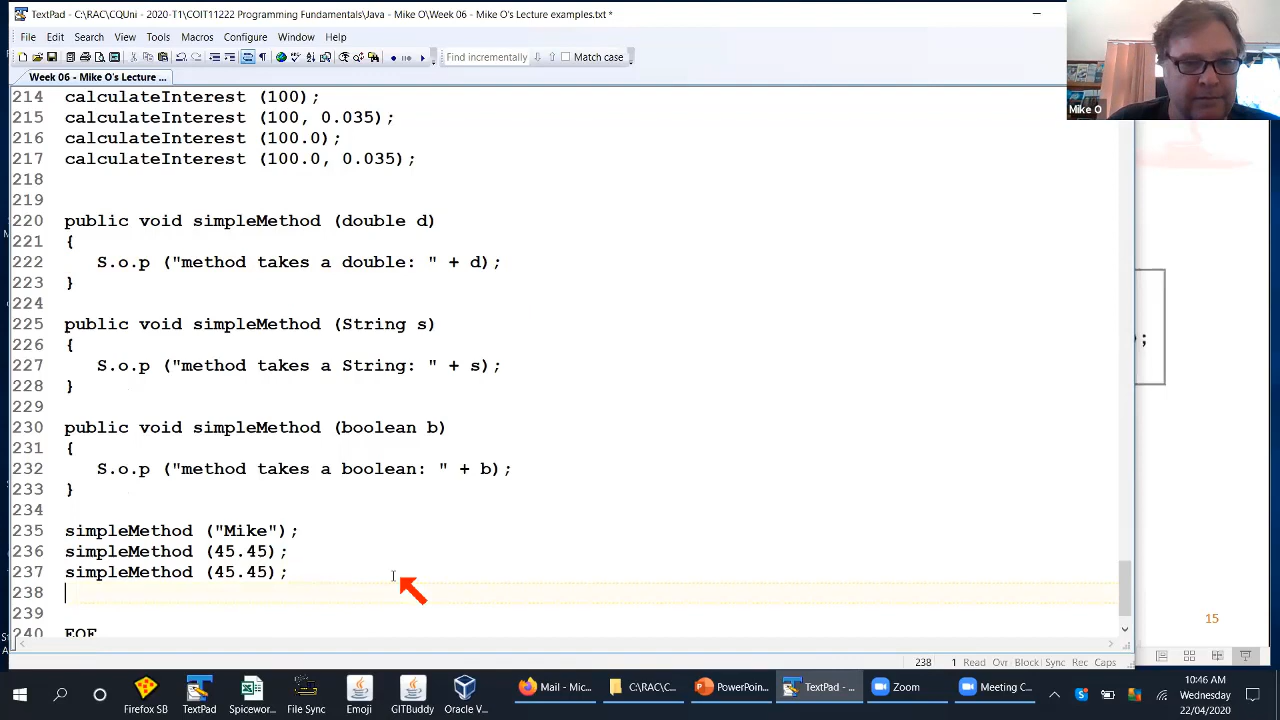 TextPad - C:\RAC\CQUni - 2020-T1\COIT11222 Programming Fundamentals\Java - Mike O\Week 06 - Mike O's Lecture examples.txt *
File Edit Search View Tools Macros Configure Window Help
Find incrementally Match case
Week 06 - Mike O's Lecture ...
Mike O
214 calculateInterest (100);
215 calculateInterest (100, 0.035);
216 calculateInterest (100.0);
217 calculateInterest (100.0, 0.035);
218
219
220 public void simpleMethod (double d)
221 {
222 S.o.p ("method takes a double: " + d);
223 }
224
225 public void simpleMethod (String s)
226 {
227 S.o.p ("method takes a String: " + s);
228 }
229
230 public void simpleMethod (boolean b)
231 {
232 S.o.p ("method takes a boolean: " + b);
233 }
234
235 simpleMethod ("Mike");
236 simpleMethod (45.45);
237 simpleMethod (45.45);
238
239
240 EOF
;
15
238 1 Read Ovr Block Sync Rec Caps
Firefox SB TextPad Spicewor... File Sync Emoji GITBuddy Oracle V... Mail - Mic... C:\RAC\C... PowerPoin... TextPad - ... Zoom Meeting C...
10:46 AM
Wednesday
22/04/2020